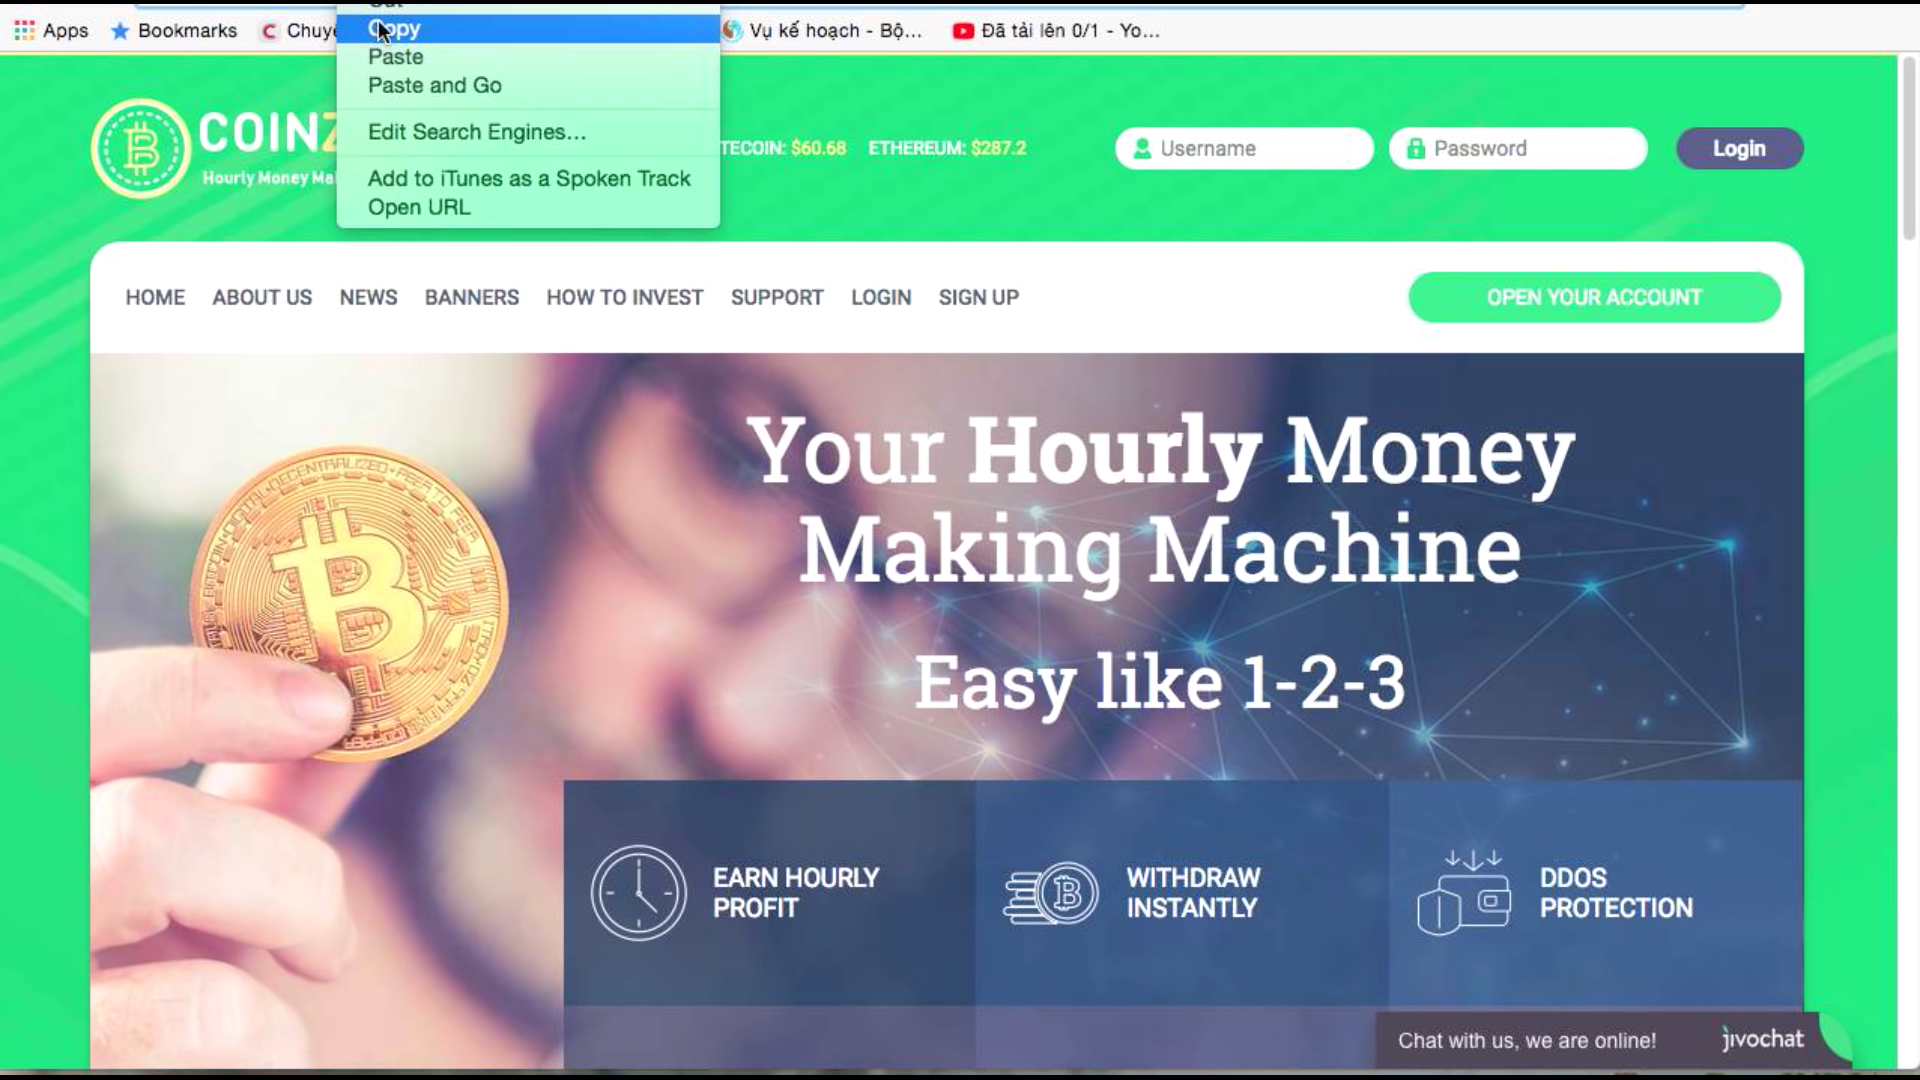 Apps
Bookmarks
Copy
Vụ kế hoạch - Bộ...
Đã tải lên 0/1 - Yo...
Paste
Paste and Go
Edit Search Engines...
Add to iTunes as a Spoken Track
Open URL
ETHEREUM: $287.2
$60.68
Username
Password
Login
Hourly Money
HOME
ABOUT US
NEWS
BANNERS
HOW TO INVEST
SUPPORT
LOGIN
SIGN UP
OPEN YOUR ACCOUNT
Your Hourly Money
Making Machine
Easy like 1-2-3
EARN HOURLY
PROFIT
WITHDRAW
INSTANTLY
DDOS
PROTECTION
Chat with us, we are online!
jivochat